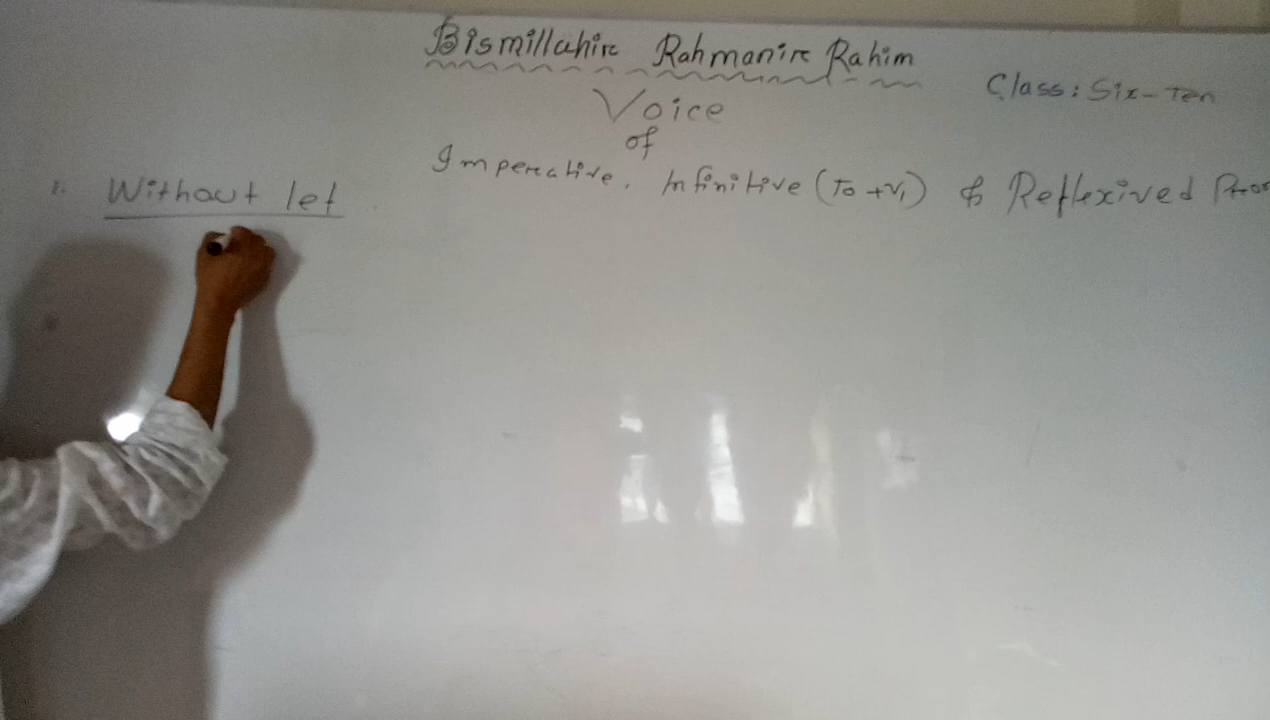 Bismillahir Rahmanir Rahim
Class: Six-Ten
Voice
of
Imperative, Infinitive (To +V1) & Reflexived
1. Without let